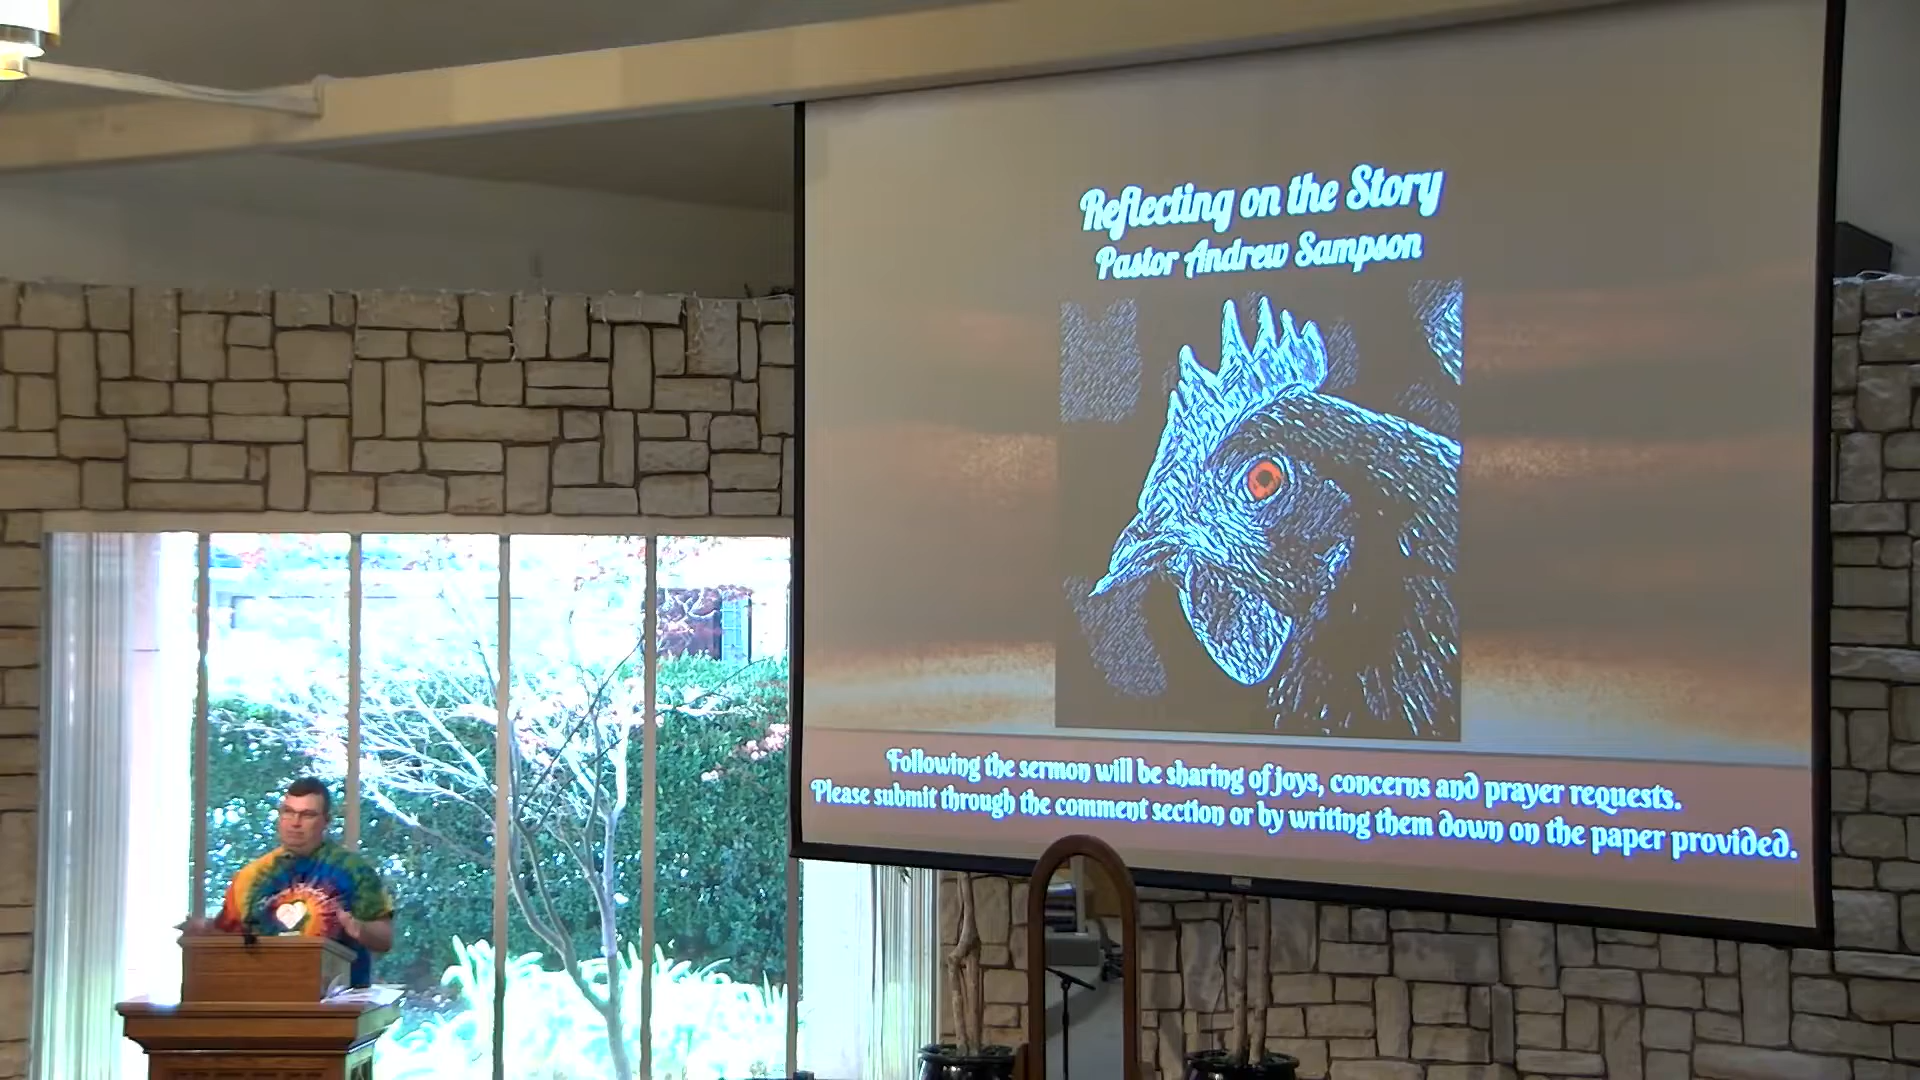 Reflecting on the Story
Pastor Andrew Sampson
Following the sermon will be sharing of joys, concerns and prayer requests.
Please submit through the comment section or by writing them down on the paper provided.